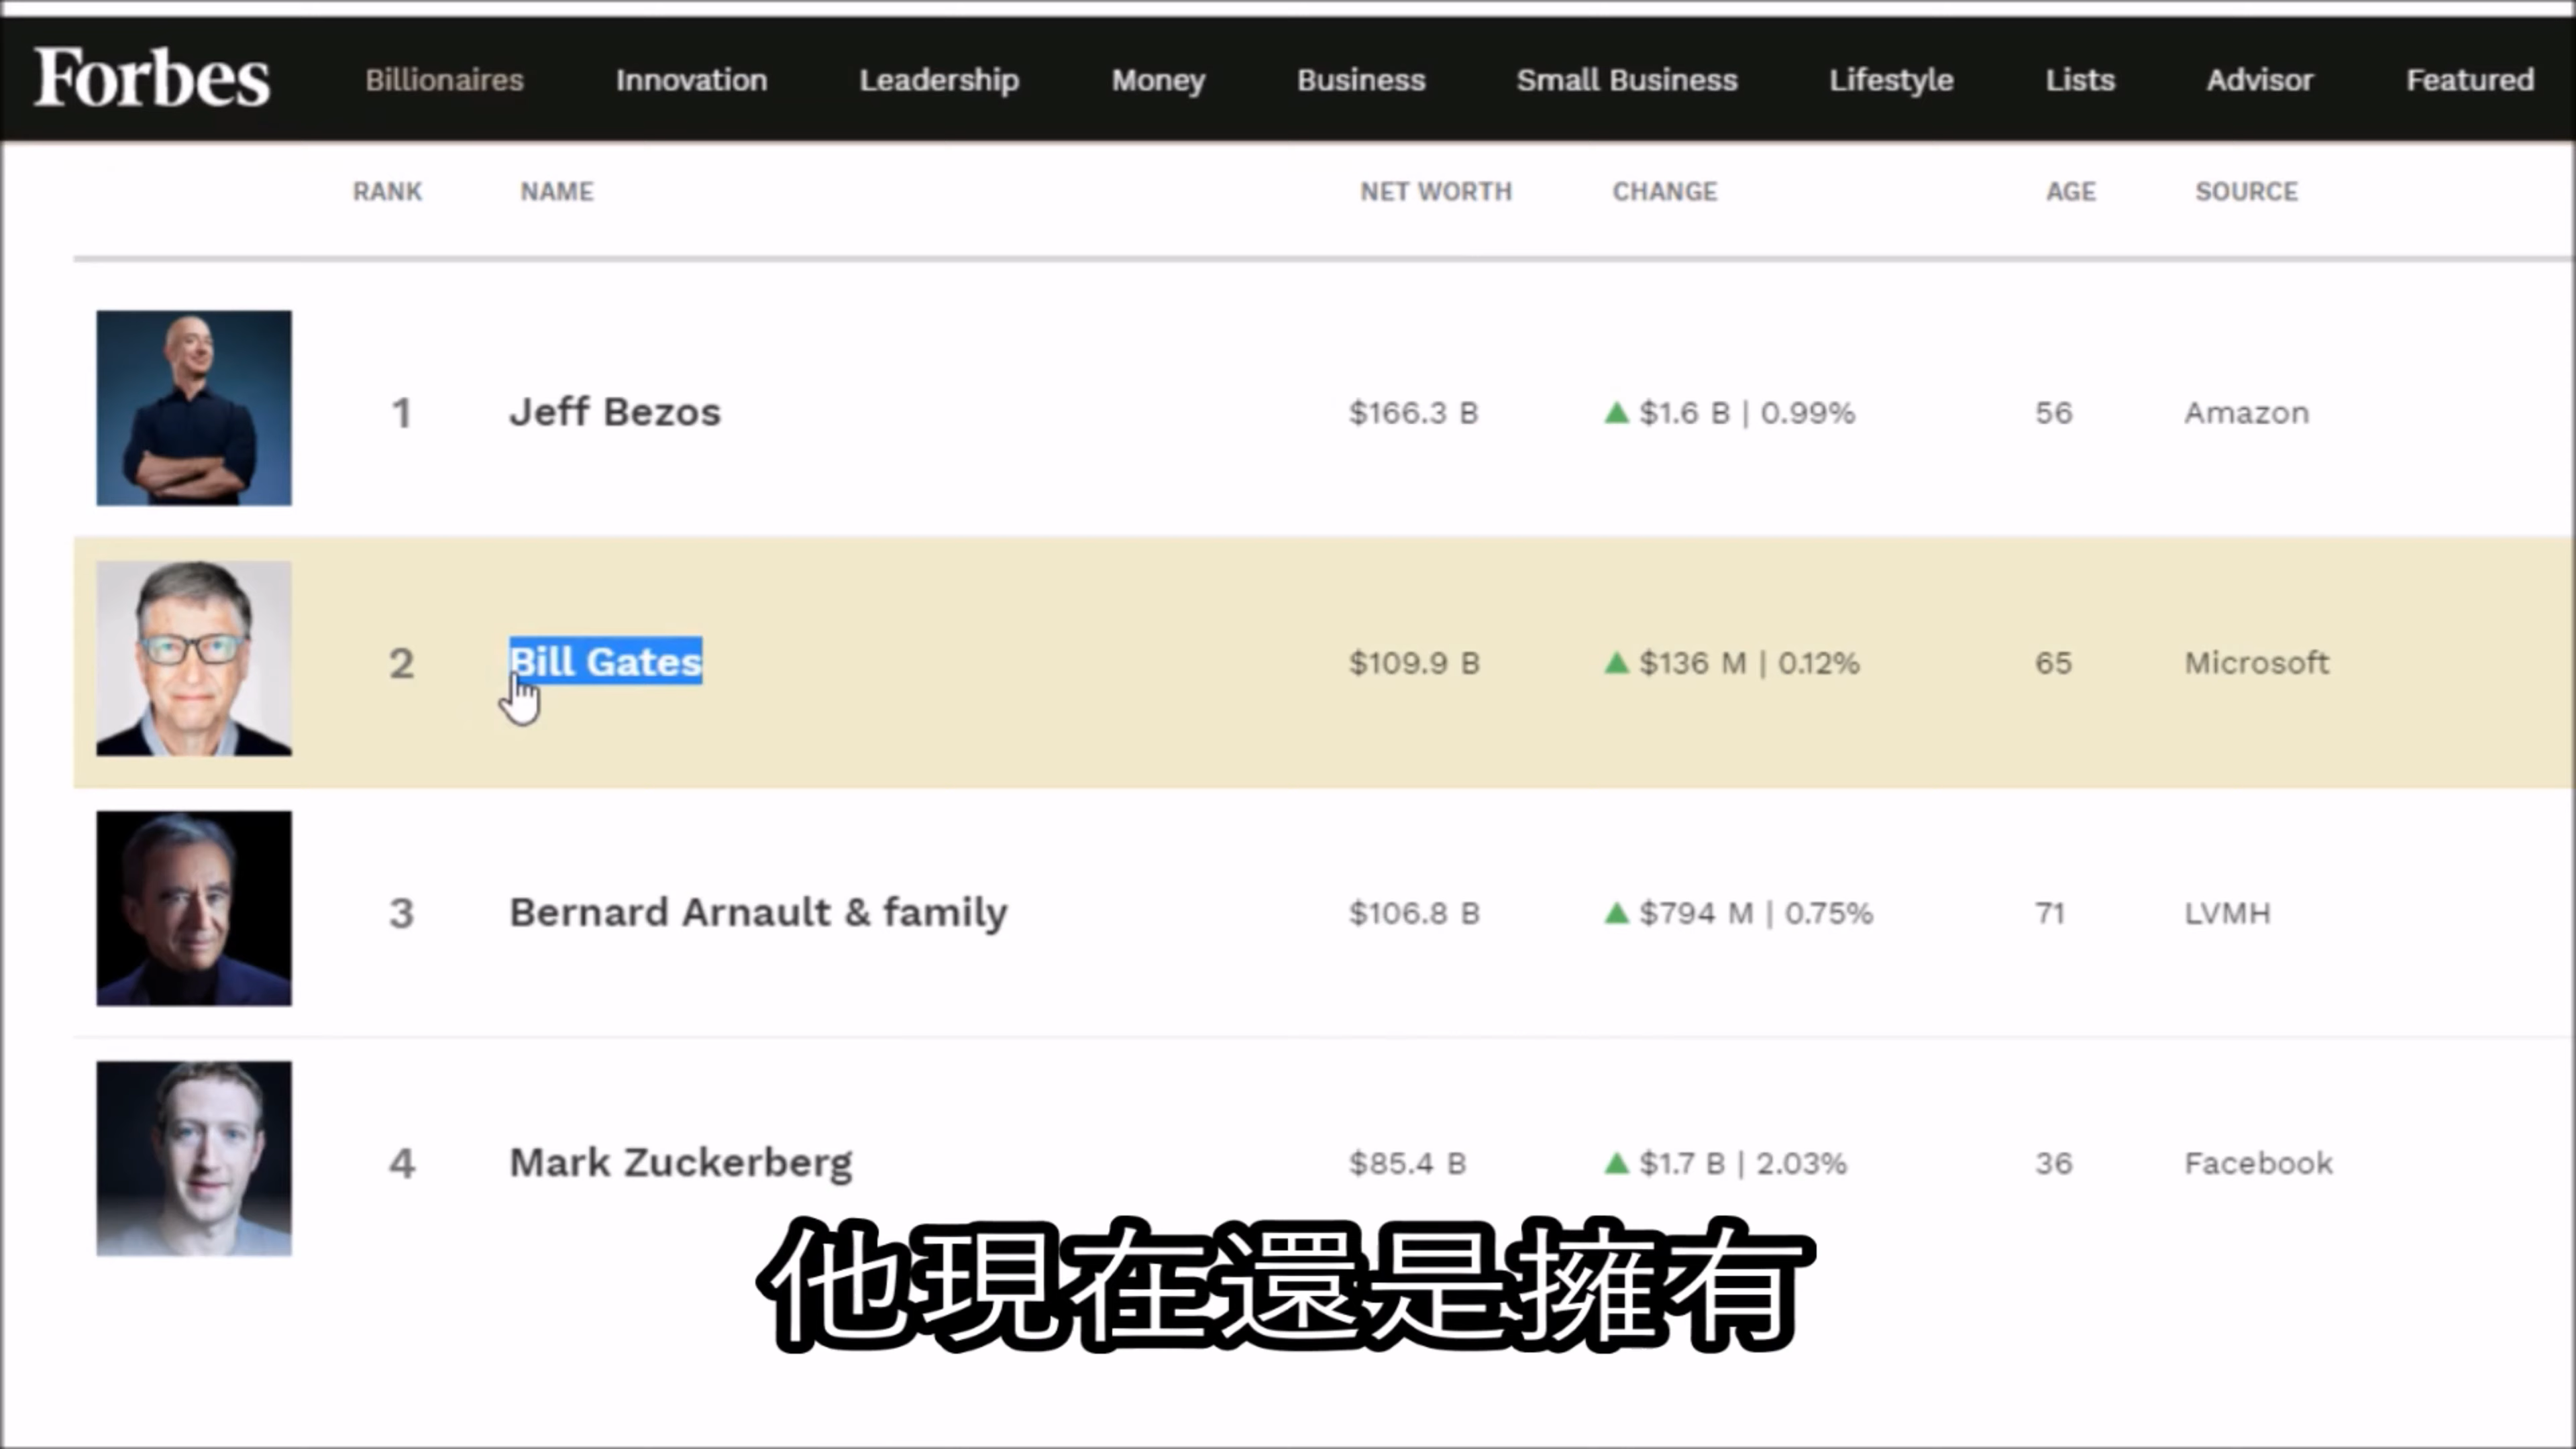 Forbes Billionaires Innovation Leadership Money Business Small Business Lifestyle Lists Advisor Featured
RANK NAME NET WORTH CHANGE AGE SOURCE
1 Jeff Bezos $166.3 B ▲ $1.6 B | 0.99% 56 Amazon
2 Bill Gates $109.9 B ▲ $136 M | 0.12% 65 Microsoft
3 Bernard Arnault & family $106.8 B ▲ $794 M | 0.75% 71 LVMH
4 Mark Zuckerberg $85.4 B ▲ $1.7 B | 2.03% 36 Facebook
他現在還是擁有